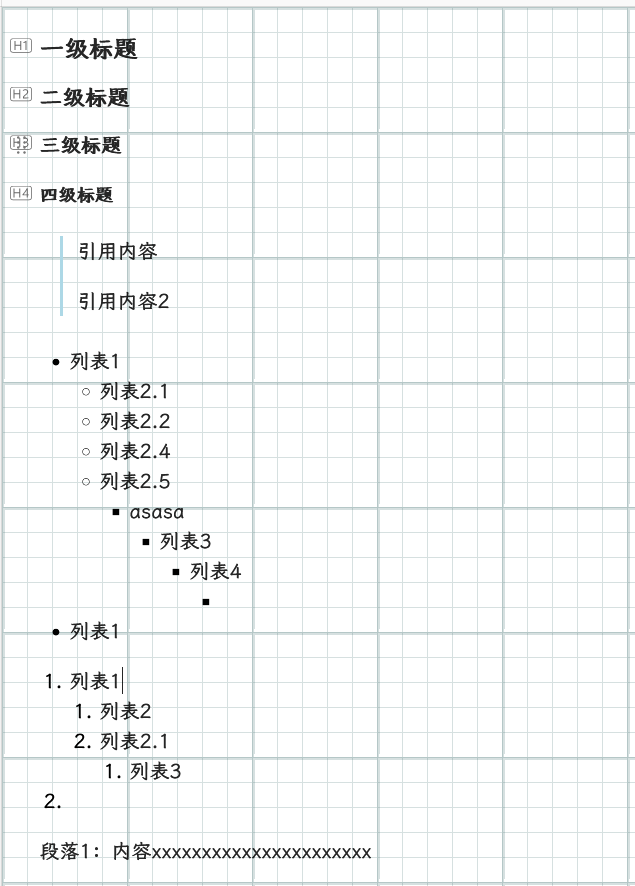 H1 一级标题
H2 二级标题
H3 三级标题
H4 四级标题
引用内容
引用内容2
列表1
列表2.1
列表2.2
列表2.4
列表2.5
asasa
列表3
列表4
列表1
1. 列表1
1. 列表2
2. 列表2.1
1. 列表3
2.
段落1：内容xxxxxxxxxxxxxxxxxxxxxx